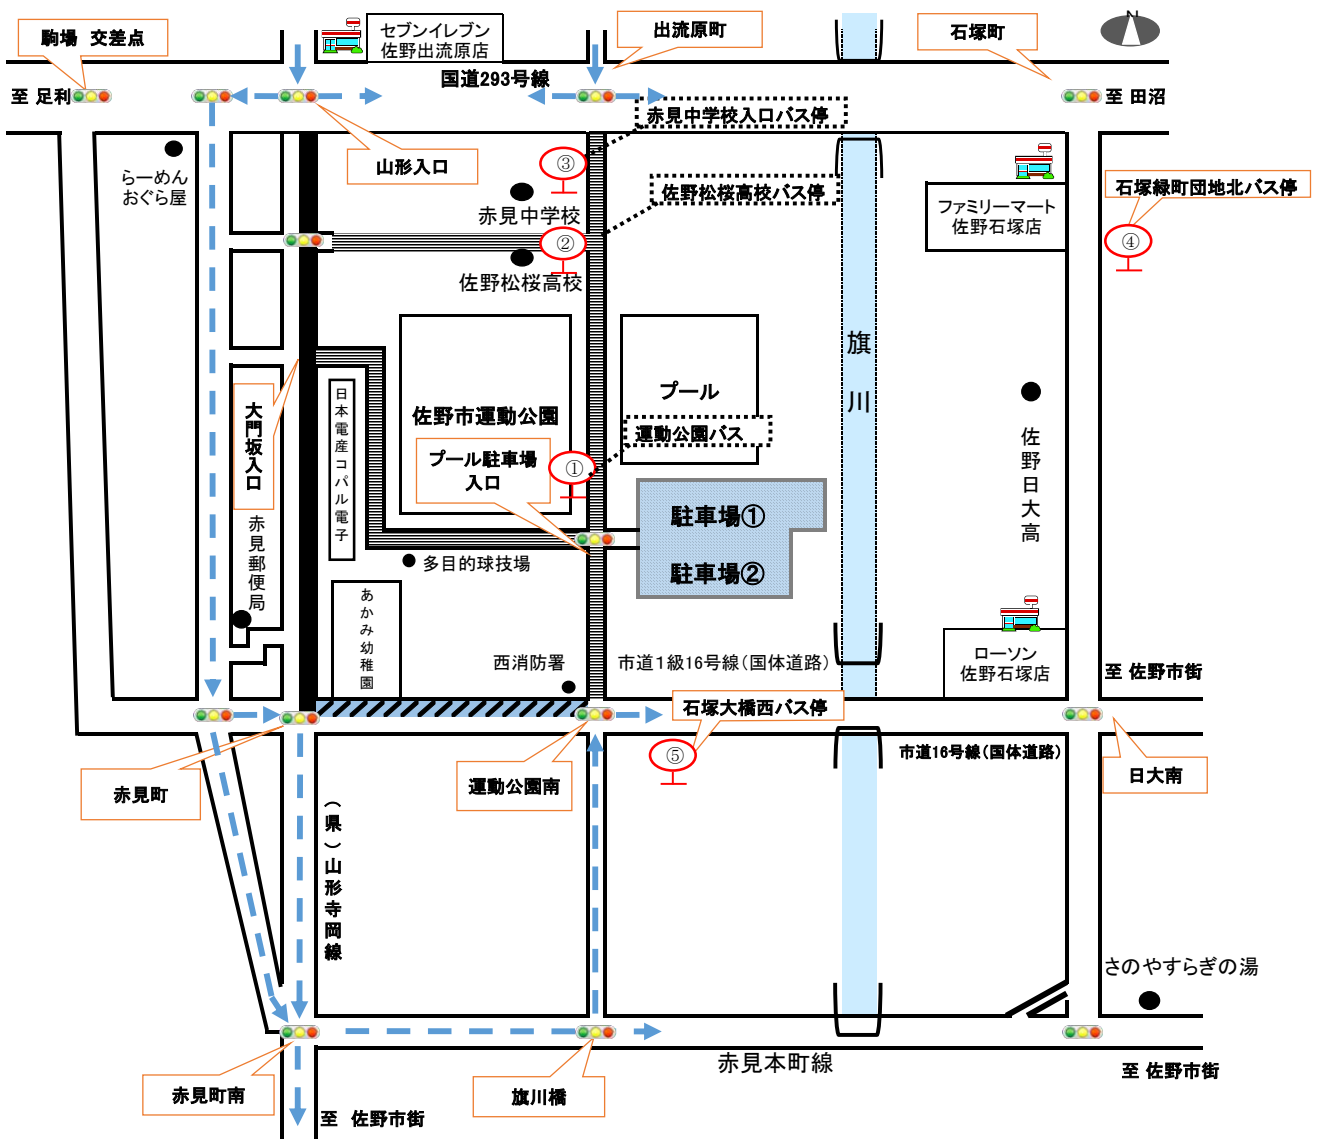 駒場 交差点
セブンイレブン
佐野出流原店
出流原町
石塚町
N
国道293号線
至 足利
至 田沼
赤見中学校入口バス停
山形入口
③
らーめん
おぐら屋
佐野松桜高校バス停
石塚緑町団地北バス停
赤見中学校
ファミリーマート
佐野石塚店
②
④
佐野松桜高校
旗川
プール
日本電産コパル電子
大門坂入口
佐野市運動公園
運動公園バス
佐野日大高
プール駐車場
入口
①
駐車場①
赤見郵便局
多目的球技場
駐車場②
あかみ幼稚園
西消防署
市道1級16号線(国体道路)
ローソン
佐野石塚店
至 佐野市街
石塚大橋西バス停
⑤
市道16号線(国体道路)
赤見町
運動公園南
日大南
(県)山形寺岡線
さのやすらぎの湯
赤見本町線
至 佐野市街
赤見町南
旗川橋
至 佐野市街